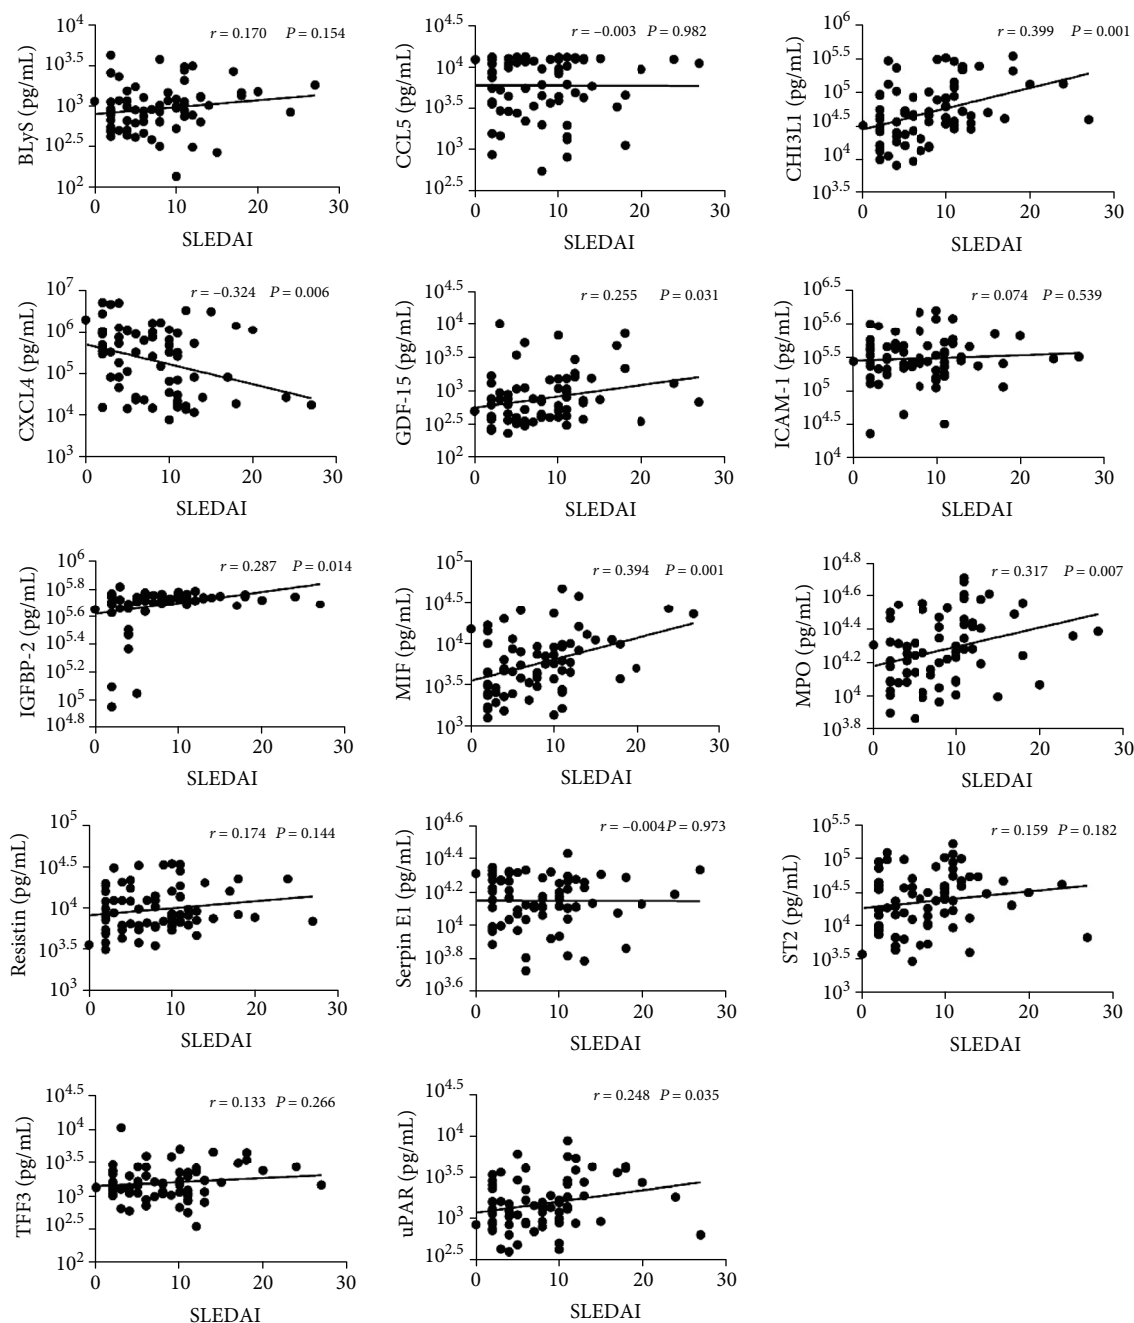 BLyS (pg/mL)
10^4
10^3.5
10^3
10^2.5
10^2
r = 0.170 P = 0.154
0 10 20 30
SLEDAI
CCL5 (pg/mL)
10^4.5
10^4
10^3.5
10^3
10^2.5
r = −0.003 P = 0.982
0 10 20 30
SLEDAI
CHI3L1 (pg/mL)
10^6
10^5.5
10^5
10^4.5
10^4
10^3.5
r = 0.399 P = 0.001
0 10 20 30
SLEDAI
CXCL4 (pg/mL)
10^7
10^6
10^5
10^4
10^3
r = −0.324 P = 0.006
0 10 20 30
SLEDAI
GDF-15 (pg/mL)
10^4.5
10^4
10^3.5
10^3
10^2.5
10^2
r = 0.255 P = 0.031
0 10 20 30
SLEDAI
ICAM-1 (pg/mL)
10^6.5
10^5.6
10^5.5
10^5
10^4.5
10^4
r = 0.074 P = 0.539
0 10 20 30
SLEDAI
IGFBP-2 (pg/mL)
10^6
10^5.8
10^5.6
10^5.4
10^5.2
10^5
10^4.8
r = 0.287 P = 0.014
0 10 20 30
SLEDAI
MIF (pg/mL)
10^5
10^4.5
10^4
10^3.5
10^3
r = 0.394 P = 0.001
0 10 20 30
SLEDAI
MPO (pg/mL)
10^4.8
10^4.6
10^4.4
10^4.2
10^4
10^3.8
r = 0.317 P = 0.007
0 10 20 30
SLEDAI
Resistin (pg/mL)
10^5
10^4.5
10^4
10^3.5
10^3
r = 0.174 P = 0.144
0 10 20 30
SLEDAI
Serpin E1 (pg/mL)
10^4.6
10^4.4
10^4.2
10^4
10^3.8
10^3.6
r = −0.004 P = 0.973
0 10 20 30
SLEDAI
ST2 (pg/mL)
10^5.5
10^5
10^4.5
10^4
10^3.5
10^3
r = 0.159 P = 0.182
0 10 20 30
SLEDAI
TFF3 (pg/mL)
10^4.5
10^4
10^3.5
10^3
10^2.5
10^2
r = 0.133 P = 0.266
0 10 20 30
SLEDAI
uPAR (pg/mL)
10^4.5
10^4
10^3.5
10^3
10^2.5
r = 0.248 P = 0.035
0 10 20 30
SLEDAI